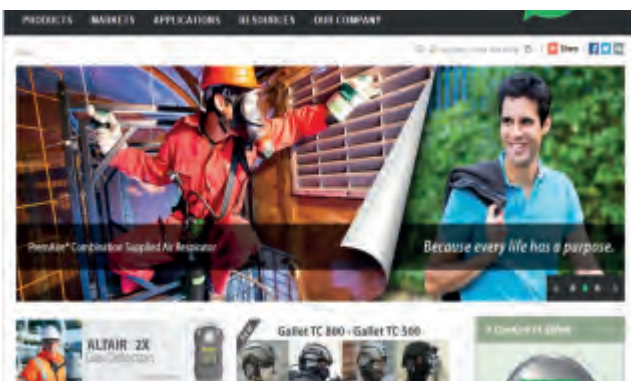 PRODUCTS MARKETS APPLICATIONS RESOURCES OUR COMPANY
Share
PremAire® Combination Supplied Air Respirator
Because every life has a purpose.
ALTAIR 2X
Gas Detection
Gallet TC 800 - Gallet TC 500